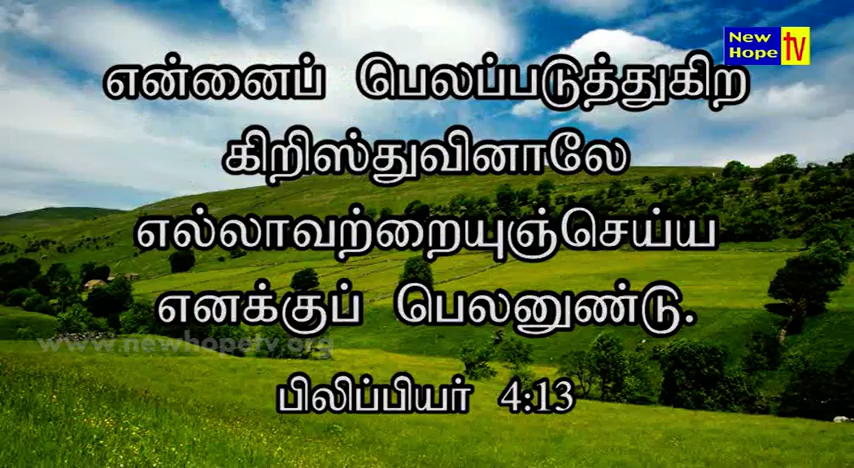 New
Hope tv
என்னைப் பெலப்படுத்துகிற
கிறிஸ்துவினாலே
எல்லாவற்றையுஞ்செய்ய
எனக்குப் பெலனுண்டு.
www.newhopetv.org
பிலிப்பியர் 4:13